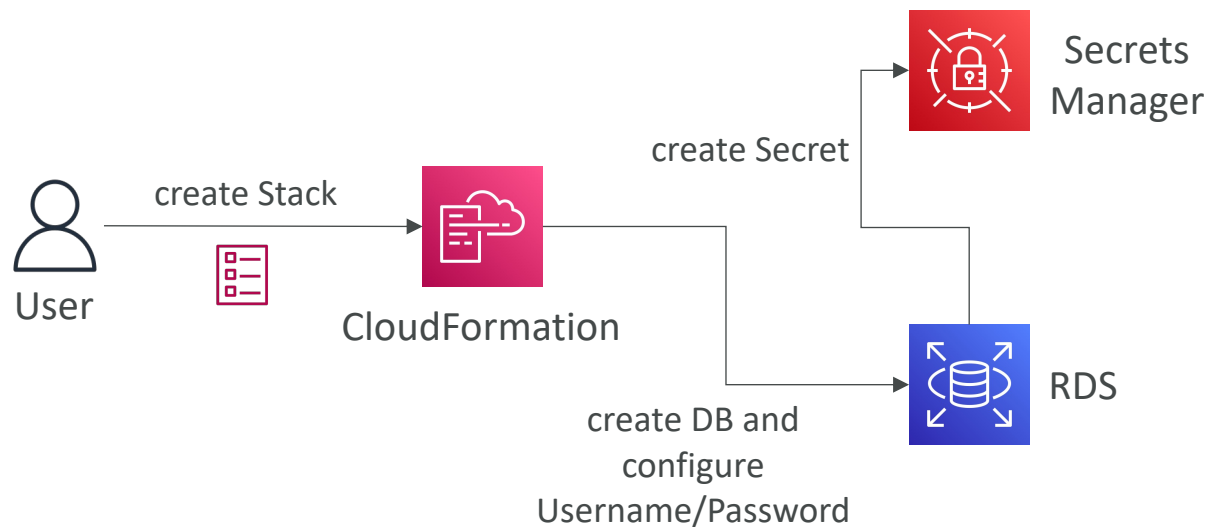 User
create Stack
CloudFormation
create DB and
configure
Username/Password
create Secret
Secrets
Manager
RDS